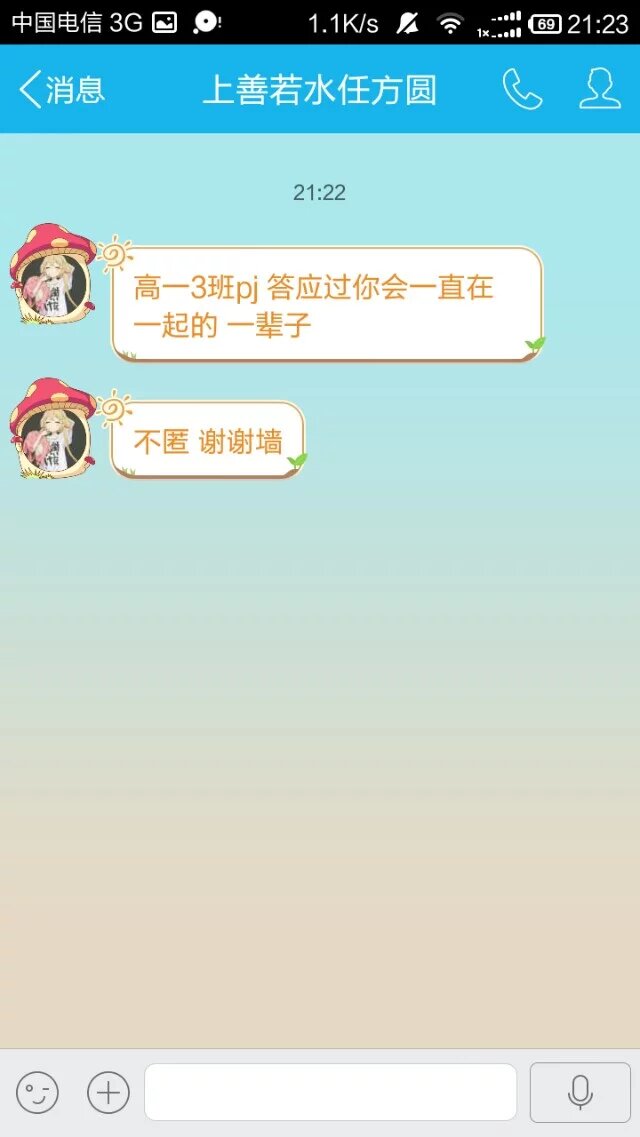 中国电信 3G 1.1K/s 69 21:23
消息 上善若水任方圆
21:22
高一3班pj 答应过你会一直在
一起的 一辈子
不匿 谢谢墙